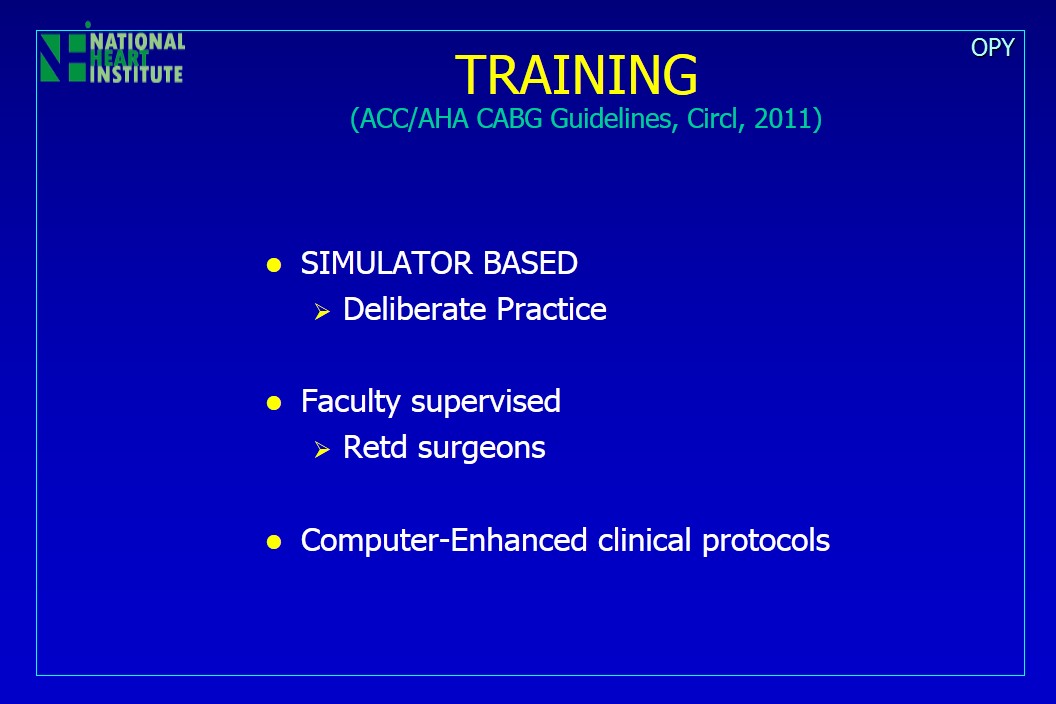 NATIONAL
HEART
INSTITUTE
OPY
TRAINING
(ACC/AHA CABG Guidelines, Circl, 2011)
SIMULATOR BASED
Deliberate Practice
Faculty supervised
Retd surgeons
Computer-Enhanced clinical protocols